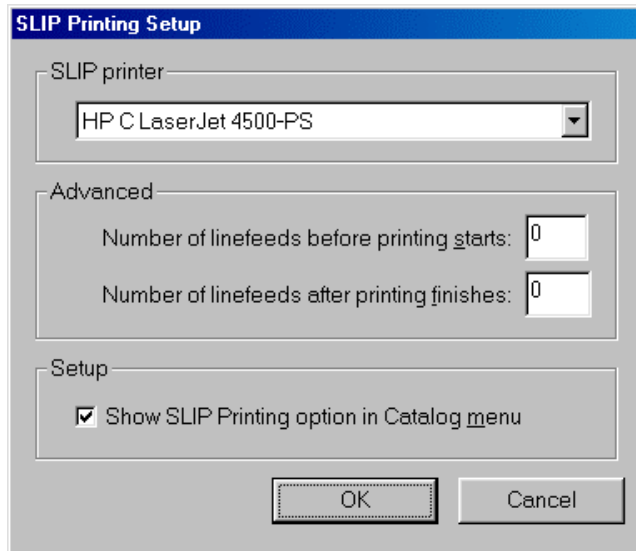 SLIP Printing Setup
SLIP printer
HP C LaserJet 4500-PS
Advanced
Number of linefeeds before printing starts: 0
Number of linefeeds after printing finishes: 0
Setup
Show SLIP Printing option in Catalog menu
OK Cancel